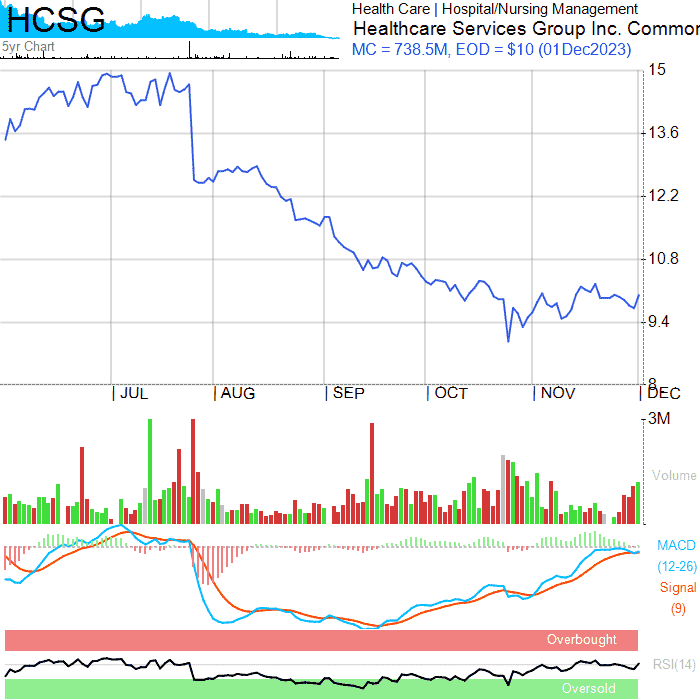 HCSG
Health Care | Hospital/Nursing Management
Healthcare Services Group Inc. Common
MC = 738.5M, EOD = $10 (01Dec2023)
5yr Chart
15
13.6
12.2
10.8
9.4
8
JUL
AUG
SEP
OCT
NOV
DEC
3M
Volume
MACD
(12-26)
Signal
(9)
Overbought
RSI(14)
Oversold